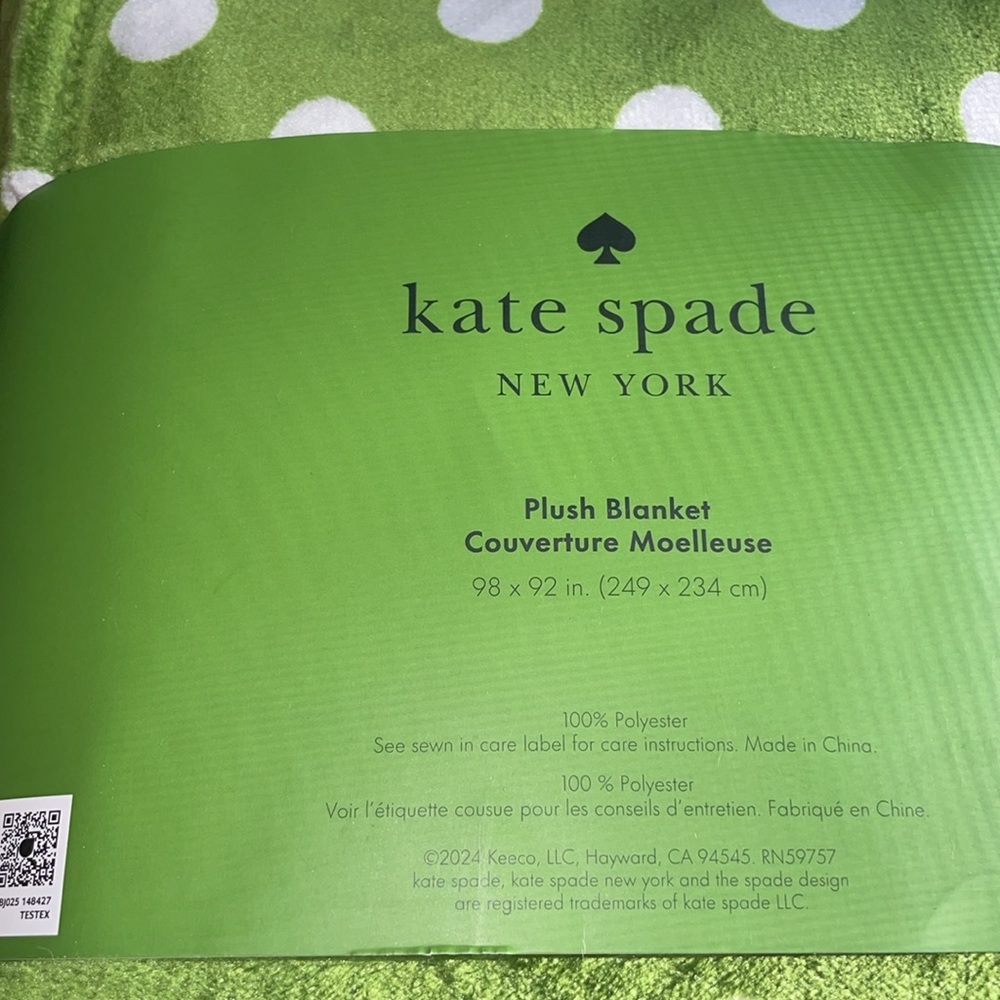 kate spade
NEW YORK
Plush Blanket
Couverture Moelleuse
98 x 92 in. (249 x 234 cm)
100% Polyester
See sewn in care label for care instructions. Made in China.
100 % Polyester
Voir l'étiquette cousue pour les conseils d'entretien. Fabriqué en Chine.
©2024 Keeco, LLC, Hayward, CA 94545. RN59757
kate spade, kate spade new york and the spade design
are registered trademarks of kate spade LLC.
BJ025 148427
TESTEX